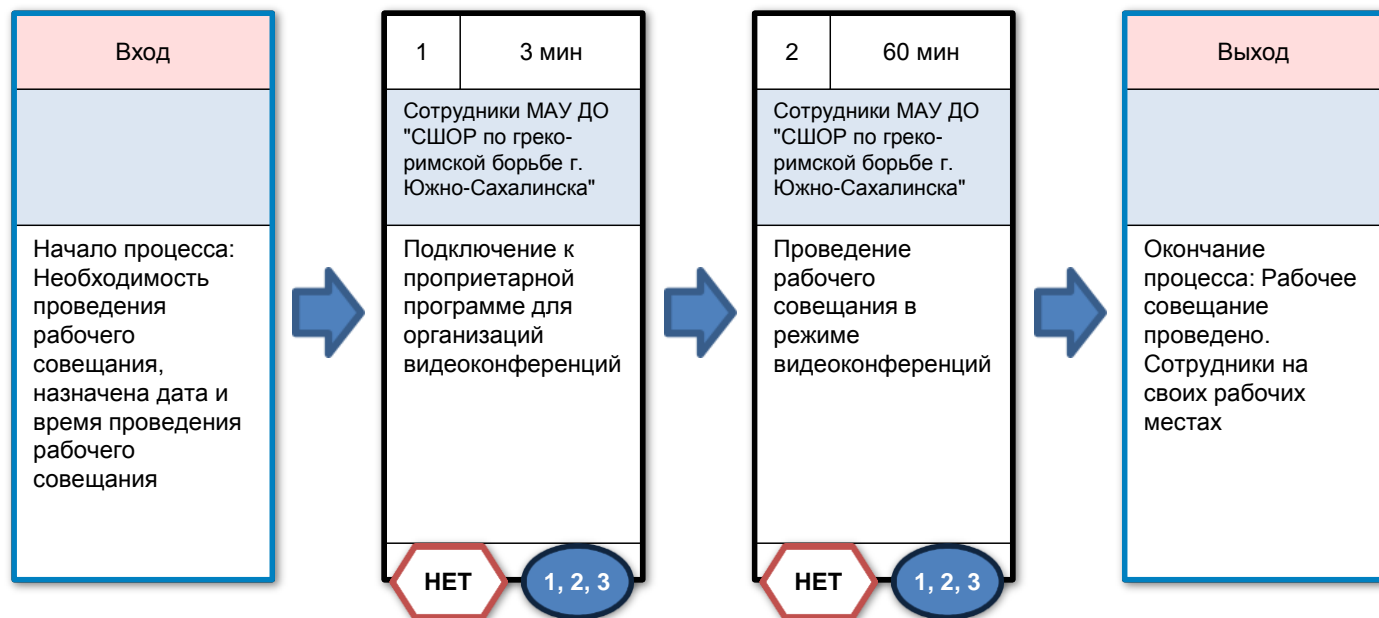 Вход
Начало процесса:
Необходимость
проведения
рабочего
совещания,
назначена дата и
время проведения
рабочего
совещания
1
3 мин
Сотрудники МАУ ДО
"СШОР по греко-
римской борьбе г.
Южно-Сахалинска"
Подключение к
проприетарной
программе для
организаций
видеоконференций
НЕТ
1, 2, 3
2
60 мин
Сотрудники МАУ ДО
"СШОР по греко-
римской борьбе г.
Южно-Сахалинска"
Проведение
рабочего
совещания в
режиме
видеоконференций
НЕТ
1, 2, 3
Выход
Окончание
процесса: Рабочее
совещание
проведено.
Сотрудники на
своих рабочих
местах